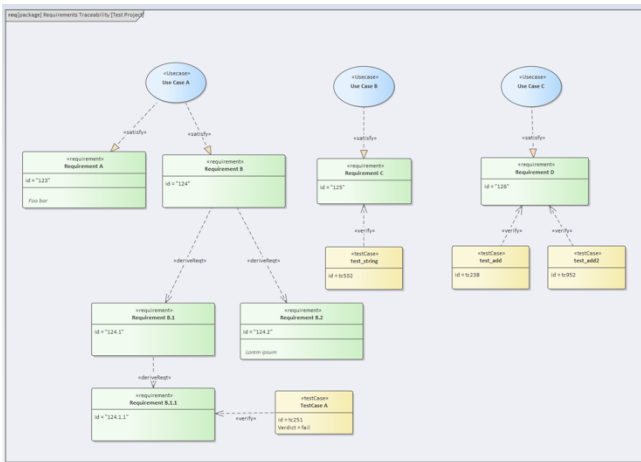 req [package] Requirements Traceability [Test Project]
«Usecase»
Use Case A
«Usecase»
Use Case B
«Usecase»
Use Case C
«satisfy»
«satisfy»
«satisfy»
«satisfy»
«requirement»
Requirement A
id = "123"
Foo bar
«requirement»
Requirement B
id = "124"
«requirement»
Requirement C
id = "125"
«requirement»
Requirement D
id = "126"
«deriveReqt»
«deriveReqt»
«verify»
«verify»
«verify»
«testCase»
test_string
id = tc502
«testCase»
test_add
id = tc238
«testCase»
test_add2
id = tc952
«requirement»
Requirement B.1
id = "124.1"
«requirement»
Requirement B.2
id = "124.2"
Lorem ipsum
«deriveReqt»
«requirement»
Requirement B.1.1
id = "124.1.1"
«verify»
«testCase»
TestCase A
id = tc251
Verdict = fail